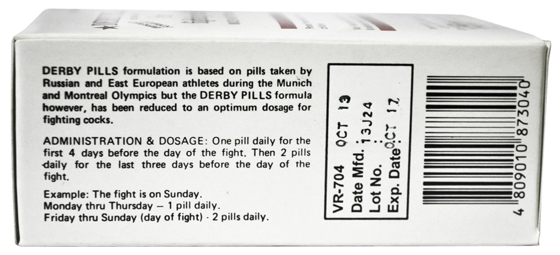 DERBY PILLS formulation is based on pills taken by
Russian and East European athletes during the Munich
and Montreal Olympics but the DERBY PILLS formula
however, has been reduced to an optimum dosage for
fighting cocks.
ADMINISTRATION & DOSAGE: One pill daily for the
first 4 days before the day of the fight. Then 2 pills
daily for the last three days before the day of the
fight.
Example: The fight is on Sunday.
Monday thru Thursday — 1 pill daily.
Friday thru Sunday (day of fight) - 2 pills daily.
VR-704 OCT 13
Date Mfd.
Lot No. : 13J24
Exp. Date: OCT 17
4 809010 873040